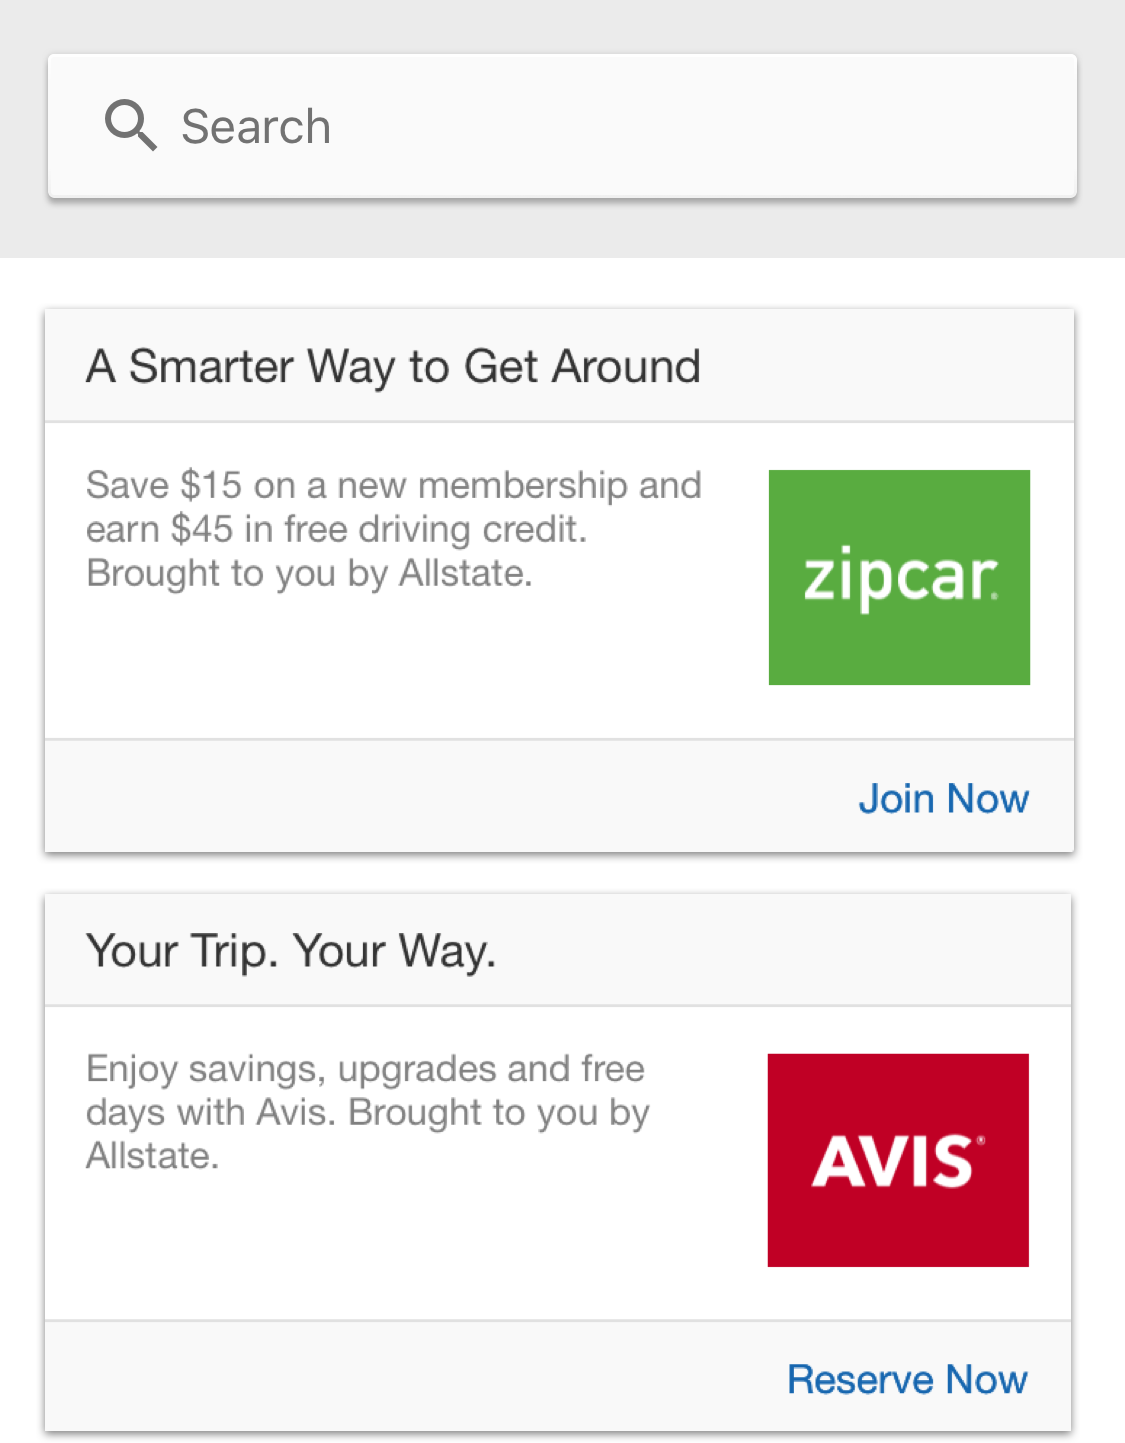 Search
A Smarter Way to Get Around
Save $15 on a new membership and
earn $45 in free driving credit.
Brought to you by Allstate.
zipcar.
Join Now
Your Trip. Your Way.
Enjoy savings, upgrades and free
days with Avis. Brought to you by
Allstate.
AVIS®
Reserve Now